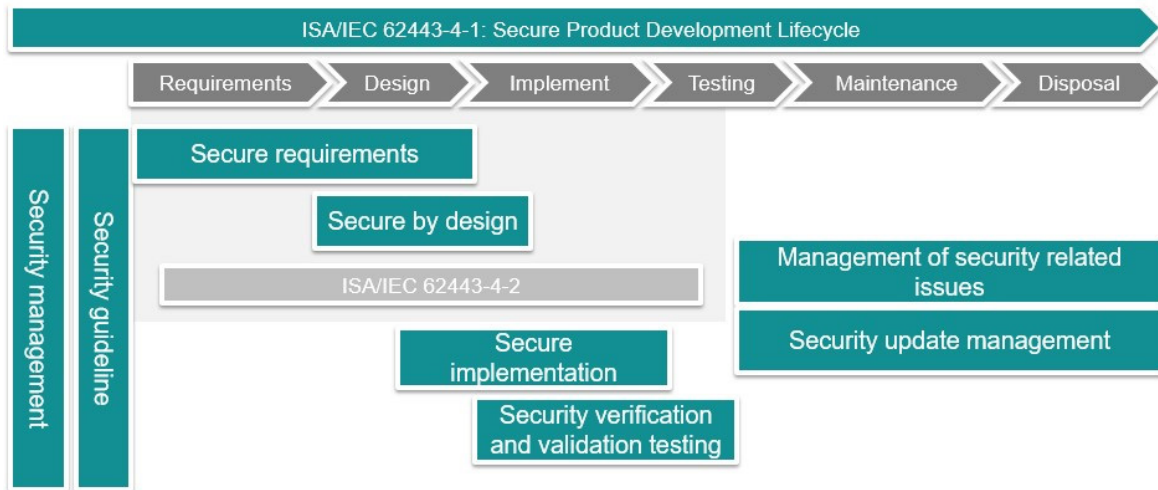 ISA/IEC 62443-4-1: Secure Product Development Lifecycle
Requirements
Design
Implement
Testing
Maintenance
Disposal
Security management
Security guideline
Secure requirements
Secure by design
ISA/IEC 62443-4-2
Management of security related
issues
Security update management
Secure
implementation
Security verification
and validation testing